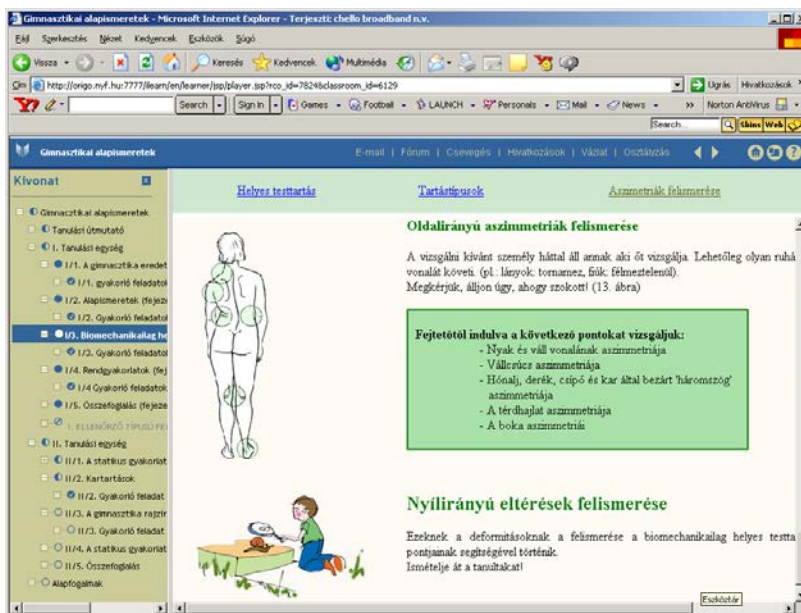 Gimnasztikai alapismeretek - Microsoft Internet Explorer - Terjeszti: chello broadband n.v.
Fájl Szerkesztés Nézet Kedvencek Eszközök Súgó
Vissza Keresés Kedvencek Multimédia
Cím http://origo.nyf.hu:7777/ilearn/en/learner/jsp/player.jsp?rco_id=7824&classroom_id=6129 Ugrás Hivatkozások
Search Sign In Games Football LAUNCH Personals Mail News Norton AntiVirus
Search Skins Web
Gimnasztikai alapismeretek E-mail | Fórum | Csevegés | Hivatkozások | Vázlat | Osztályzás
Kivonat
Gimnasztikai alapismeretek
Tanulási útmutató
I. Tanulási egység
I/1. A gimnasztika eredet
I/1. gyakorló feladatok
I/2. Alapismeretek (fejeze
I/2. Gyakorló feladatok
I/3. Biomechanikailag he
I/3. Gyakorló feladatok
I/4. Rendgyakorlatok (fej
I/4 Gyakorló feladatok
I/5. Összefoglalás (fejeze
I. ELLENŐRZŐ TÍPUSÚ FE
II. Tanulási egység
II/1. A statikus gyakorlat
II/2. Kartartások
II/2. Gyakorló feladat
II/3. A gimnasztika rajzír
II/3. Gyakorló feladat
II/4. A statikus gyakorlat
II/5. Összefoglalás
Alapfogalmak
Helyes testtartás Tartástípusok Aszimetriák felismerése
Oldalirányú aszimmetriák felismerése
A vizsgálni kívánt személy háttal áll annak aki őt vizsgálja. Lehetőleg olyan ruhá
vonalát követi. (pl.: lányok: tornamez, fiúk: félmeztelenül).
Megkérjük, álljon úgy, ahogy szokott! (13. ábra)
Fejtetőtől indulva a következő pontokat vizsgáljuk:
- Nyak és váll vonalának aszimmetriája
- Vállcsúcs aszimmetriája
- Hónalj, derék, csípő és kar által bezárt 'háromszög'
aszimmetriája
- A térdhajlat aszimmetriája
- A boka aszimmetriái
Nyílirányú eltérések felismerése
Ezeknek a deformitásoknak a felismerése a biomechanikailag helyes testta
pontjainak segítségével történik.
Ismételje át a tanultakat!
Eszköztár